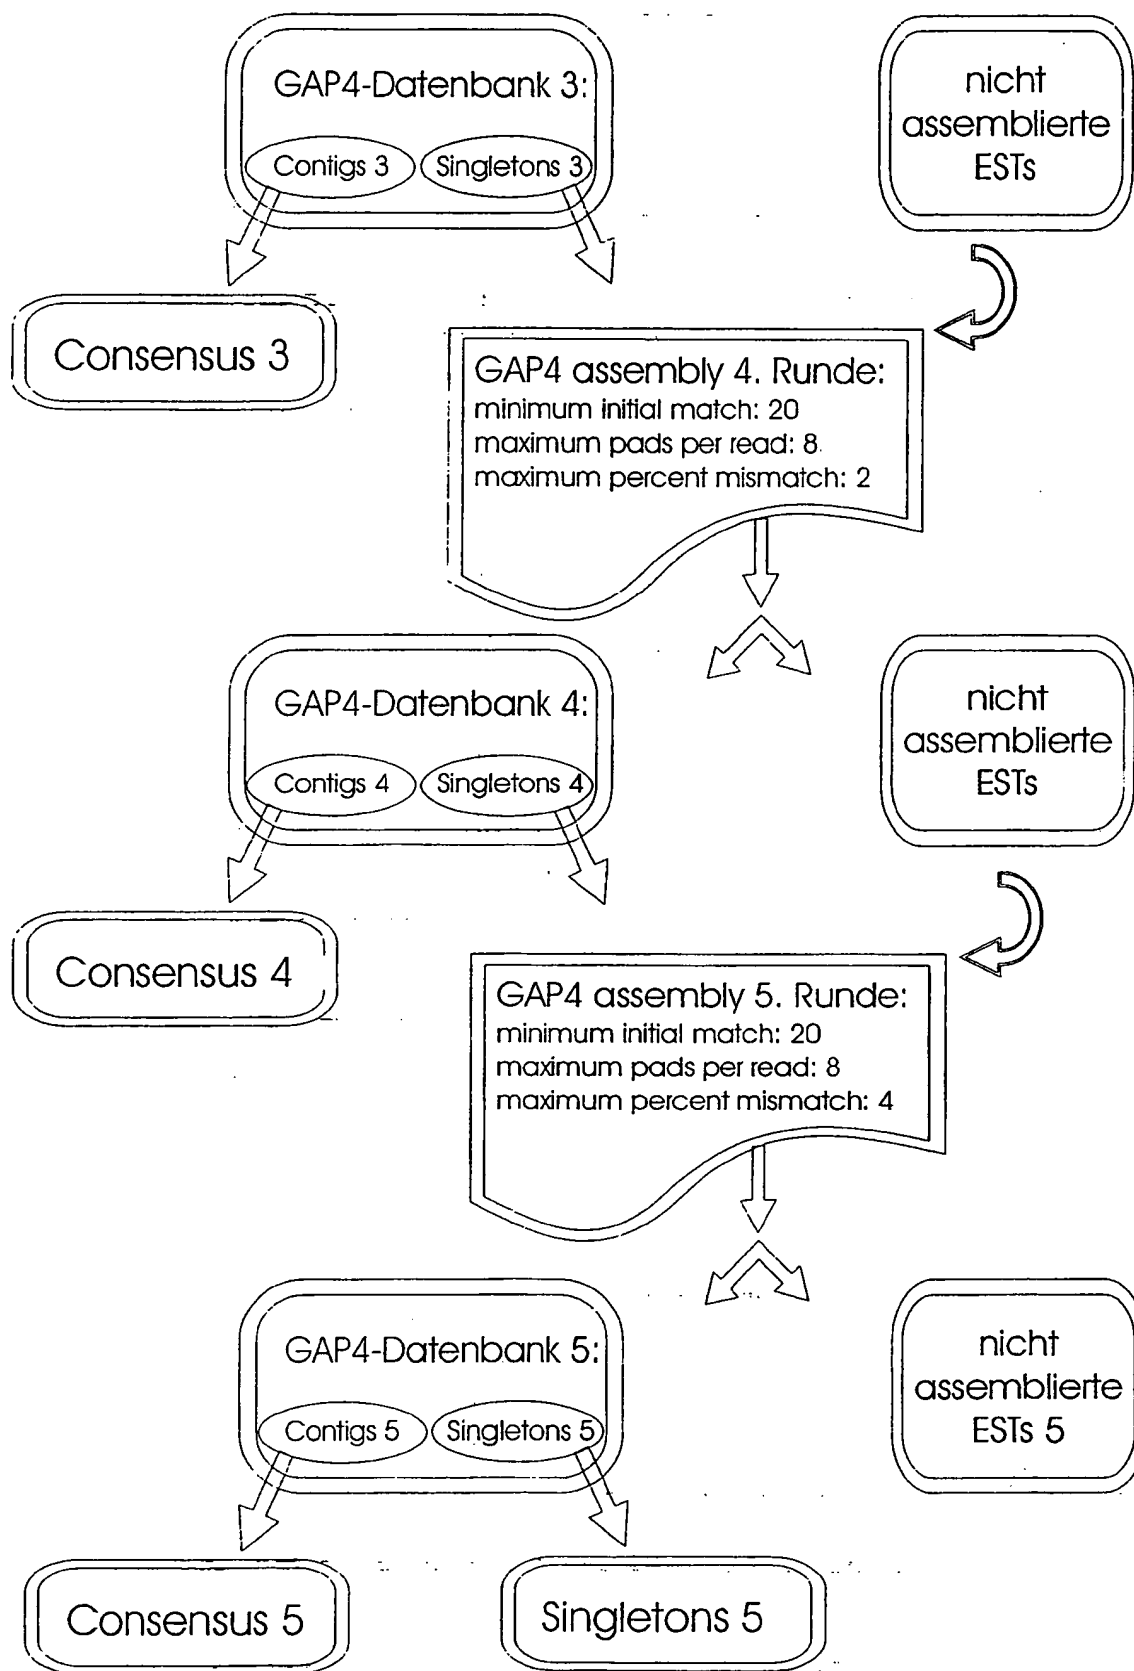 GAP4-Datenbank 3:
Contigs 3
Singletons 3
nicht
assemblierte
ESTs
Consensus 3
GAP4 assembly 4. Runde:
minimum initial match: 20
maximum pads per read: 8
maximum percent mismatch: 2
GAP4-Datenbank 4:
Contigs 4
Singletons 4
nicht
assemblierte
ESTs
Consensus 4
GAP4 assembly 5. Runde:
minimum initial match: 20
maximum pads per read: 8
maximum percent mismatch: 4
GAP4-Datenbank 5:
Contigs 5
Singletons 5
nicht
assemblierte
ESTs 5
Consensus 5
Singletons 5